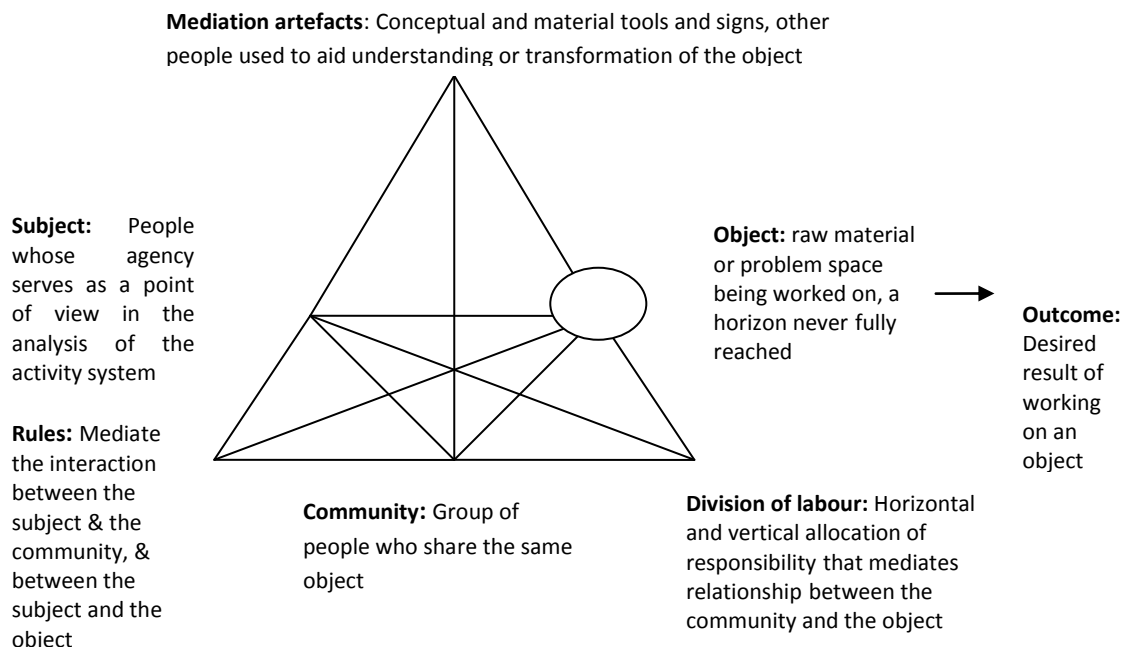 Mediation artefacts: Conceptual and material tools and signs, other
people used to aid understanding or transformation of the object
Subject: People
whose agency
serves as a point
of view in the
analysis of the
activity system
Object: raw material
or problem space
being worked on, a
horizon never fully
reached
Outcome:
Desired
result of
working
on an
object
Rules: Mediate
the interaction
between the
subject & the
community, &
between the
subject and the
object
Community: Group of
people who share the same
object
Division of labour: Horizontal
and vertical allocation of
responsibility that mediates
relationship between the
community and the object